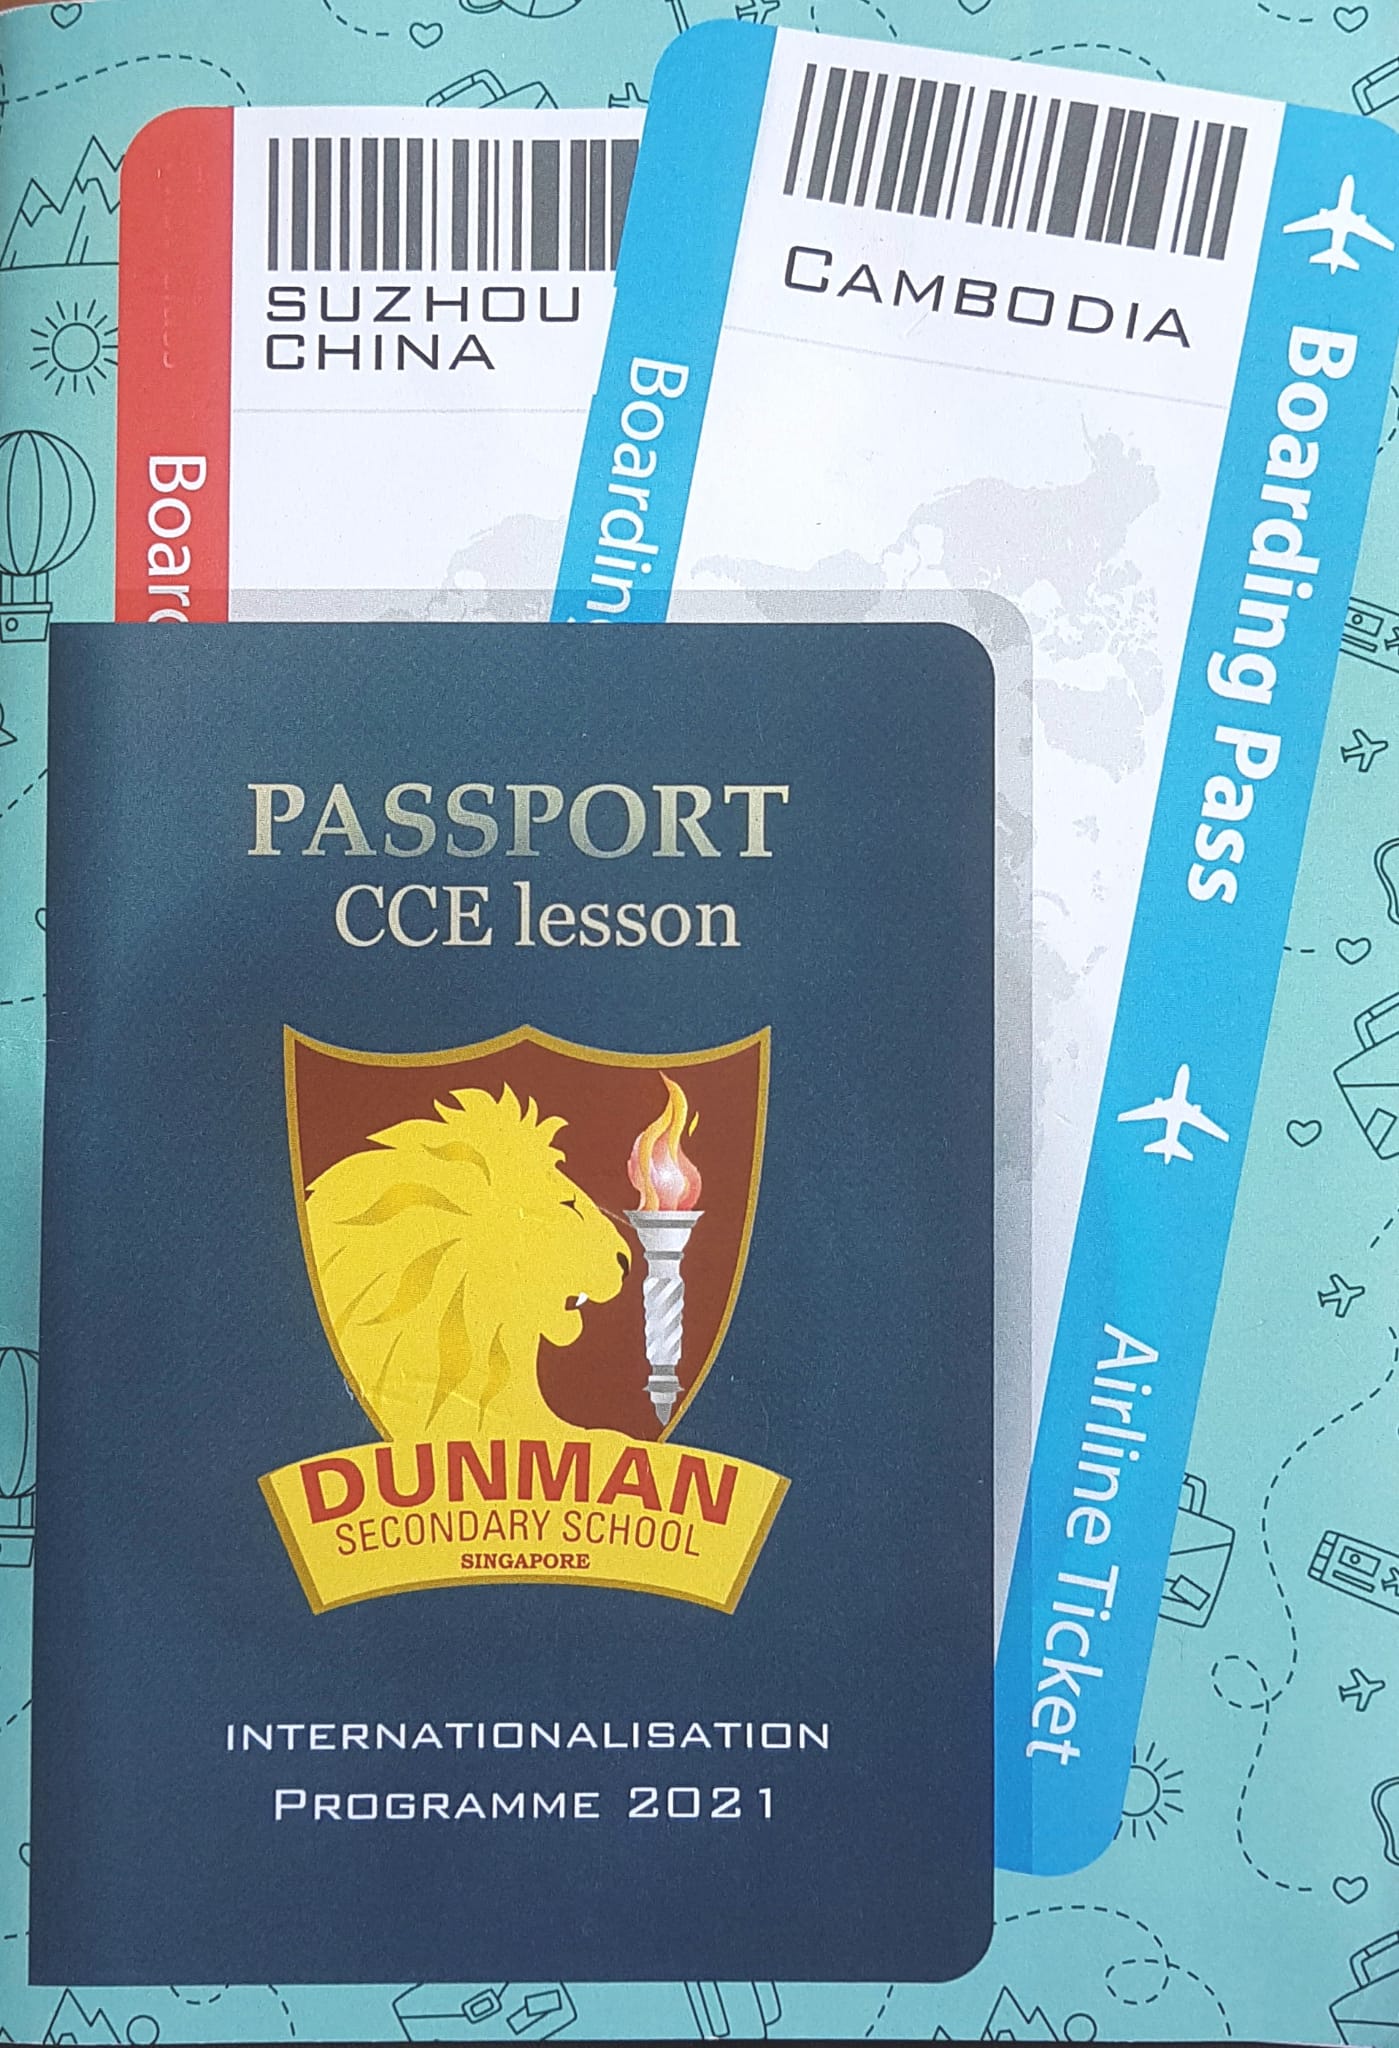 SUZHOU
CHINA
CAMBODIA
Boarding Pass
Airline Ticket
PASSPORT
CCE lesson
DUNMAN
SECONDARY SCHOOL
SINGAPORE
INTERNATIONALISATION
PROGRAMME 2021